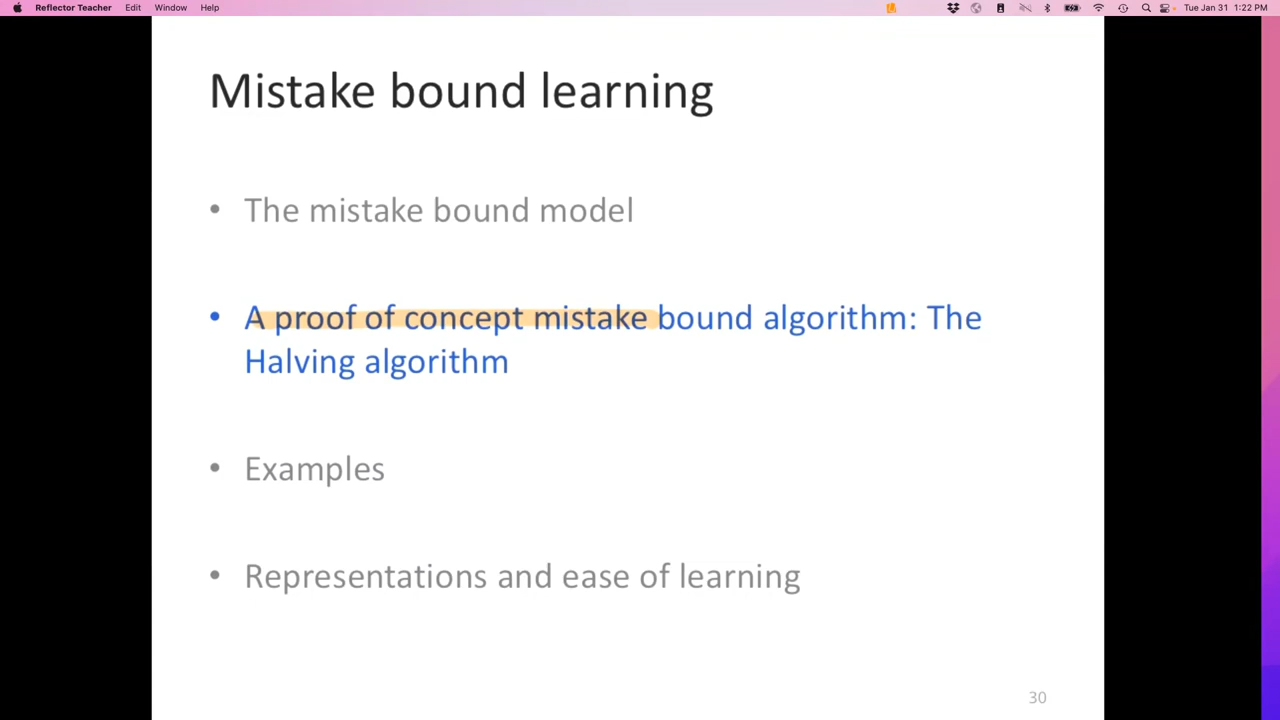 Reflector Teacher Edit Window Help Tue Jan 31 1:22 PM
Mistake bound learning
• The mistake bound model
• A proof of concept mistake bound algorithm: The
Halving algorithm
• Examples
• Representations and ease of learning
30